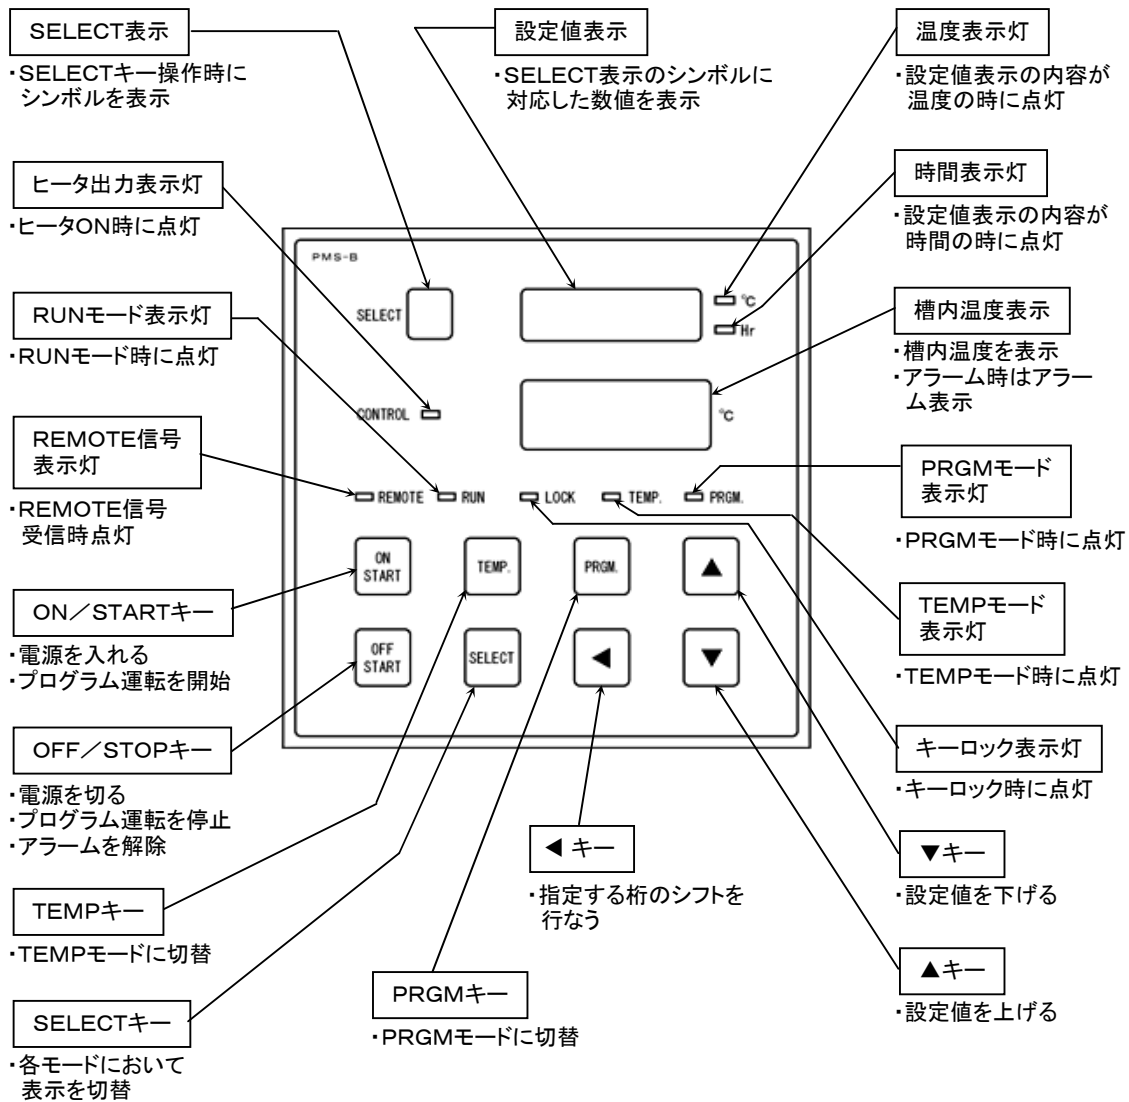 SELECT表示
・SELECTキー操作時に
シンボルを表示
設定値表示
・SELECT表示のシンボルに
対応した数値を表示
温度表示灯
・設定値表示の内容が
温度の時に点灯
ヒータ出力表示灯
・ヒータON時に点灯
時間表示灯
・設定値表示の内容が
時間の時に点灯
RUNモード表示灯
・RUNモード時に点灯
槽内温度表示
・槽内温度を表示
・アラーム時はアラー
ム表示
REMOTE信号
表示灯
・REMOTE信号
受信時点灯
PRGMモード
表示灯
・PRGMモード時に点灯
PMS-B
SELECT
℃
Hr
CONTROL
℃
REMOTE RUN LOCK TEMP. PRGM.
ON
START
TEMP.
PRGM.
▲
OFF
START
SELECT
◀
▼
ON/STARTキー
・電源を入れる
・プログラム運転を開始
TEMPモード
表示灯
・TEMPモード時に点灯
OFF/STOPキー
・電源を切る
・プログラム運転を停止
・アラームを解除
キーロック表示灯
・キーロック時に点灯
◀ キー
・指定する桁のシフトを
行なう
▼キー
・設定値を下げる
TEMPキー
・TEMPモードに切替
▲キー
・設定値を上げる
PRGMキー
・PRGMモードに切替
SELECTキー
・各モードにおいて
表示を切替